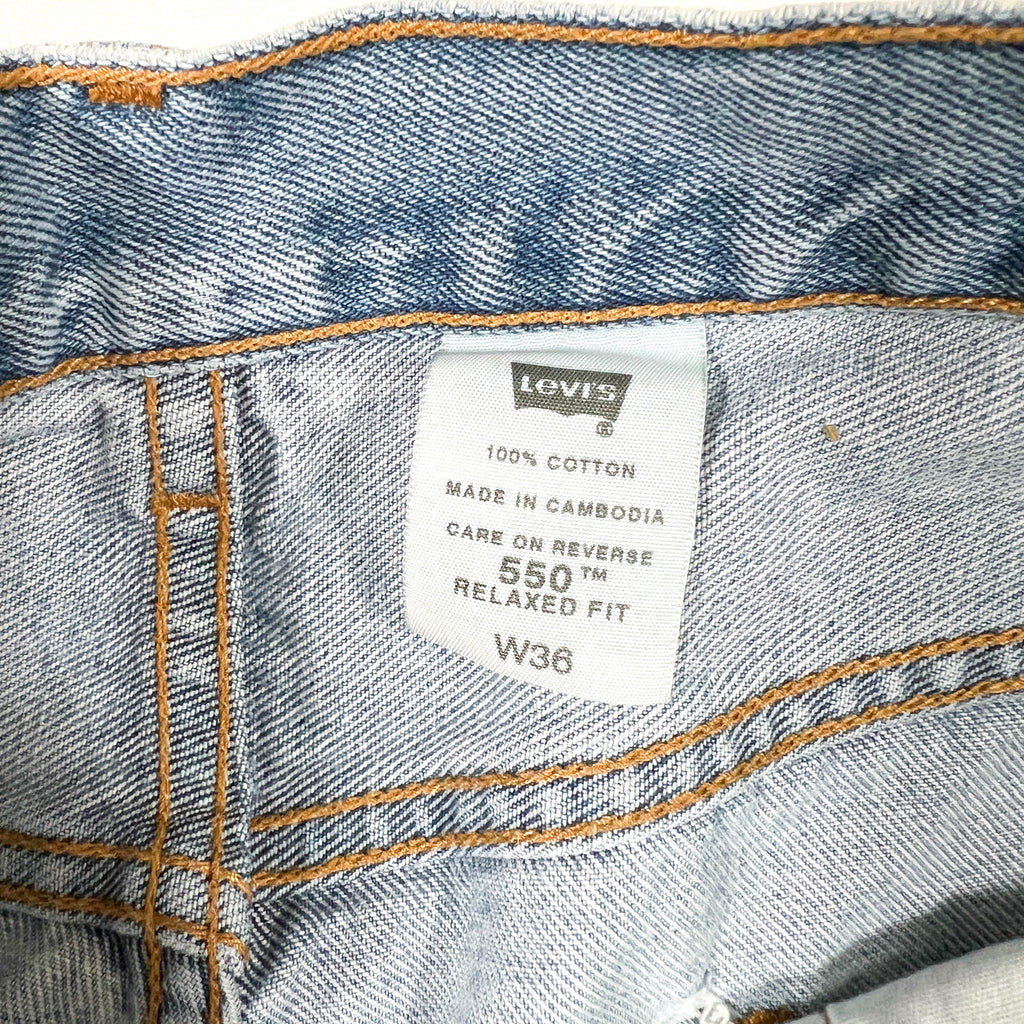 Levi's
®
100% COTTON
MADE IN CAMBODIA
CARE ON REVERSE
550™
RELAXED FIT
W36